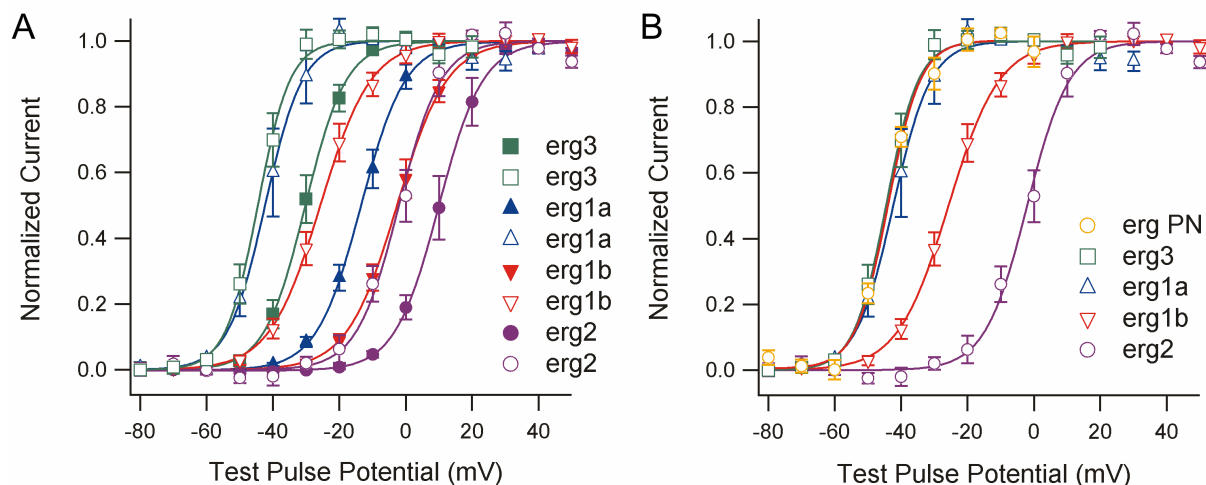 A
Normalized Current
1.0
0.8
0.6
0.4
0.2
0.0
-80
-60
-40
-20
0
20
40
Test Pulse Potential (mV)
erg3
erg3
erg1a
erg1a
erg1b
erg1b
erg2
erg2
B
Normalized Current
1.0
0.8
0.6
0.4
0.2
0.0
-80
-60
-40
-20
0
20
40
Test Pulse Potential (mV)
erg PN
erg3
erg1a
erg1b
erg2